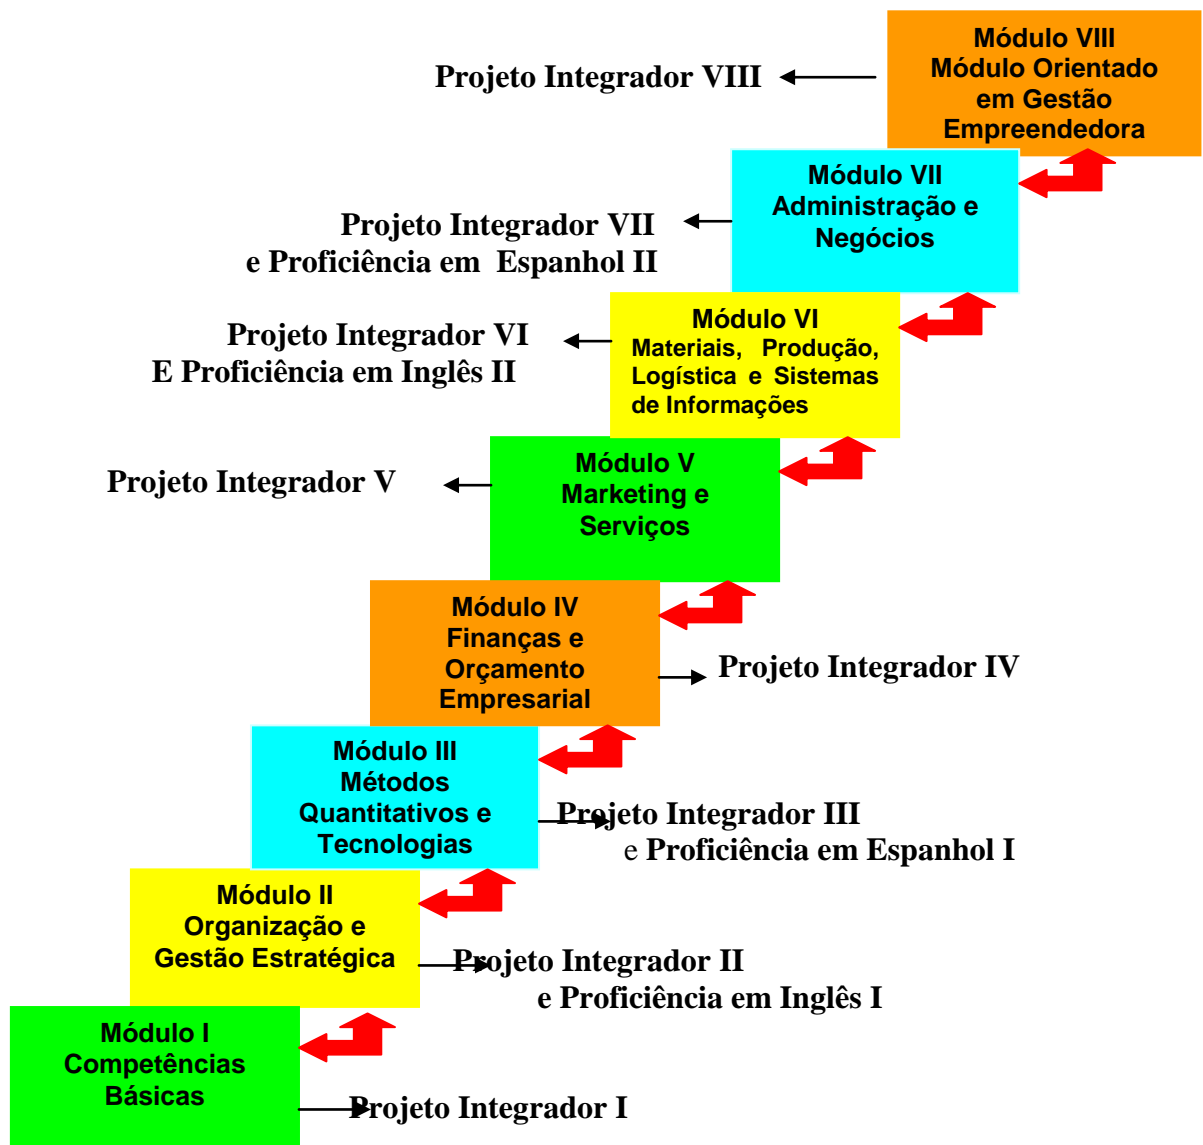 Módulo VIII
Módulo Orientado
em Gestão
Empreendedora
Projeto Integrador VIII
Módulo VII
Administração e
Negócios
Projeto Integrador VII
e Proficiência em Espanhol II
Módulo VI
Materiais, Produção,
Logística e Sistemas
de Informações
Projeto Integrador VI
E Proficiência em Inglês II
Módulo V
Marketing e
Serviços
Projeto Integrador V
Módulo IV
Finanças e
Orçamento
Empresarial
Projeto Integrador IV
Módulo III
Métodos
Quantitativos e
Tecnologias
Projeto Integrador III
e Proficiência em Espanhol I
Módulo II
Organização e
Gestão Estratégica
Projeto Integrador II
e Proficiência em Inglês I
Módulo I
Competências
Básicas
Projeto Integrador I